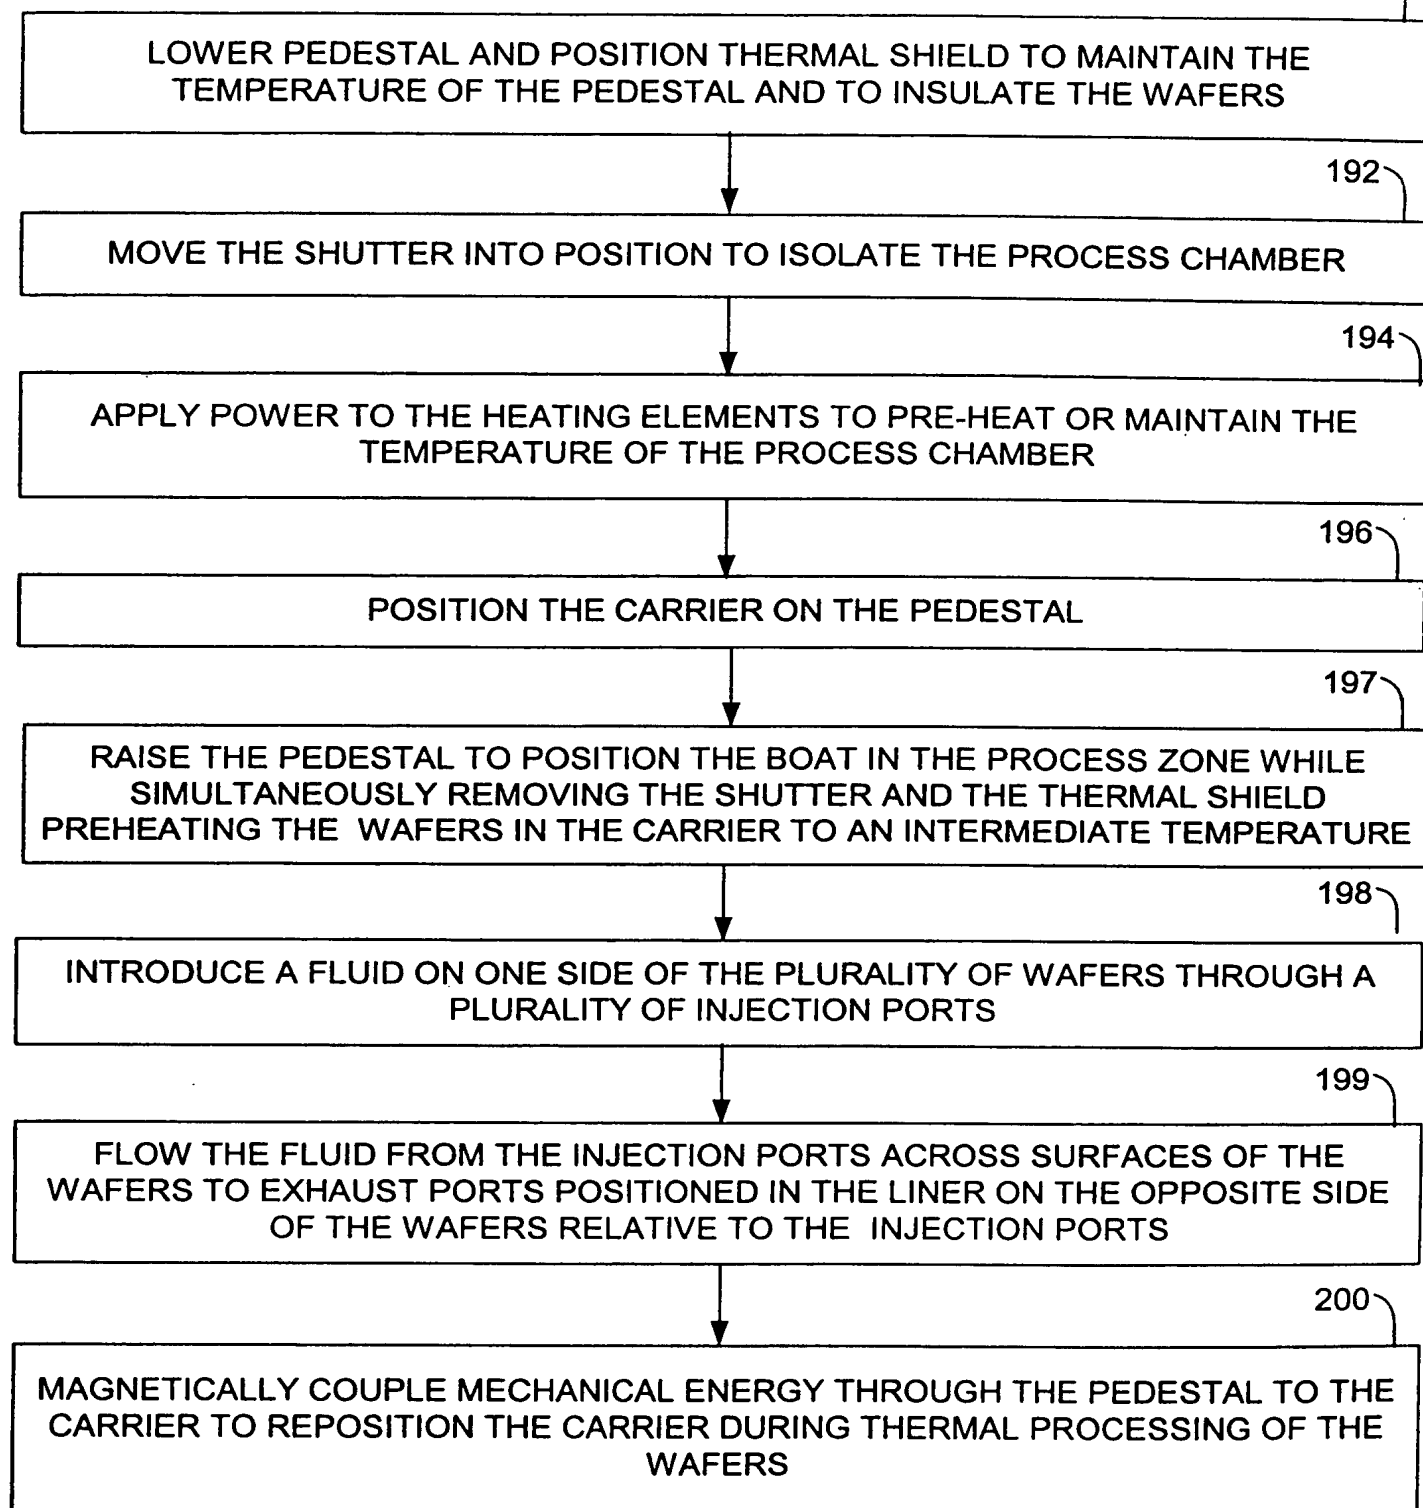 LOWER PEDESTAL AND POSITION THERMAL SHIELD TO MAINTAIN THE
TEMPERATURE OF THE PEDESTAL AND TO INSULATE THE WAFERS
192
MOVE THE SHUTTER INTO POSITION TO ISOLATE THE PROCESS CHAMBER
194
APPLY POWER TO THE HEATING ELEMENTS TO PRE-HEAT OR MAINTAIN THE
TEMPERATURE OF THE PROCESS CHAMBER
196
POSITION THE CARRIER ON THE PEDESTAL
197
RAISE THE PEDESTAL TO POSITION THE BOAT IN THE PROCESS ZONE WHILE
SIMULTANEOUSLY REMOVING THE SHUTTER AND THE THERMAL SHIELD
PREHEATING THE WAFERS IN THE CARRIER TO AN INTERMEDIATE TEMPERATURE
198
INTRODUCE A FLUID ON ONE SIDE OF THE PLURALITY OF WAFERS THROUGH A
PLURALITY OF INJECTION PORTS
199
FLOW THE FLUID FROM THE INJECTION PORTS ACROSS SURFACES OF THE
WAFERS TO EXHAUST PORTS POSITIONED IN THE LINER ON THE OPPOSITE SIDE
OF THE WAFERS RELATIVE TO THE INJECTION PORTS
200
MAGNETICALLY COUPLE MECHANICAL ENERGY THROUGH THE PEDESTAL TO THE
CARRIER TO REPOSITION THE CARRIER DURING THERMAL PROCESSING OF THE
WAFERS